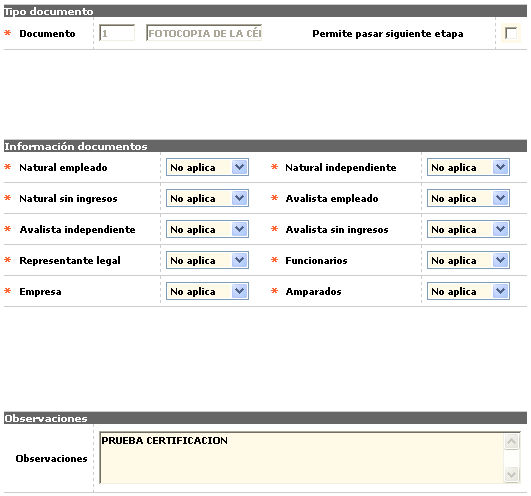 Tipo documento
* Documento 1 FOTOCOPIA DE LA Permite pasar siguiente etapa
Información documentos
* Natural empleado No aplica * Natural independiente No aplica
* Natural sin ingresos No aplica * Avalista empleado No aplica
* Avalista independiente No aplica * Avalista sin ingresos No aplica
* Representante legal No aplica * Funcionarios No aplica
* Empresa No aplica * Amparados No aplica
Observaciones
Observaciones PRUEBA CERTIFICACION